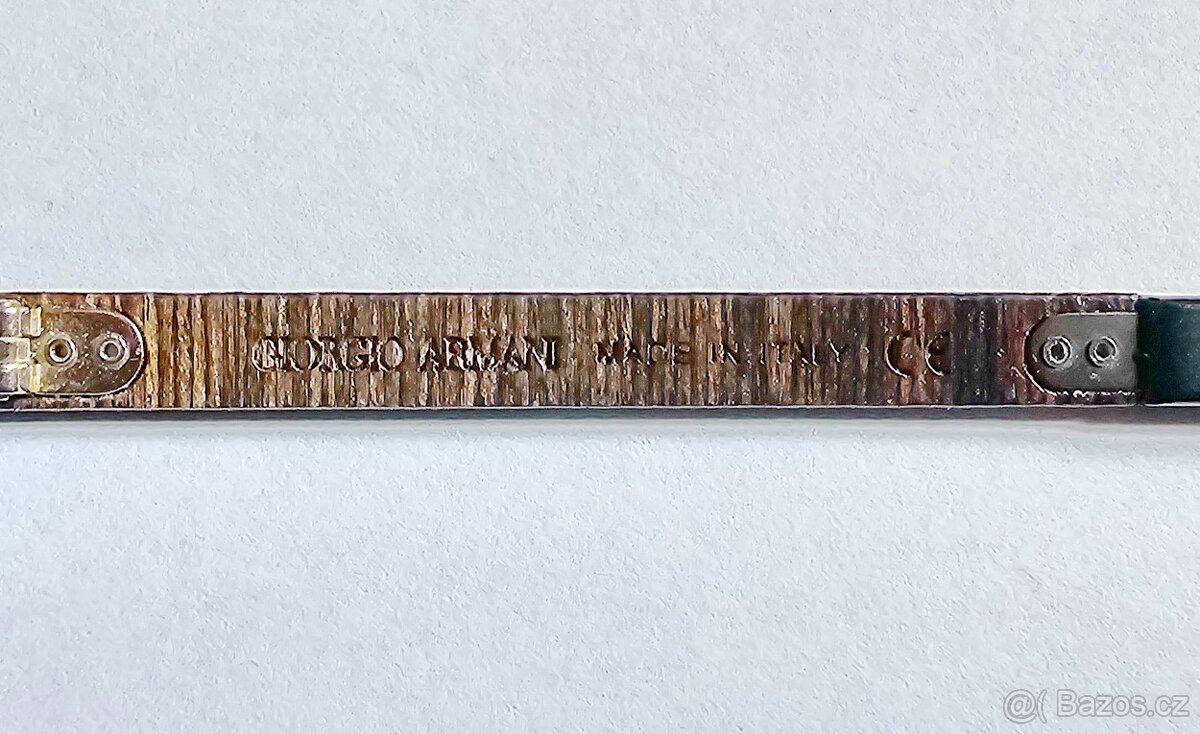 GIORGIO ARMANI MADE IN ITALY CE
@( Bazos.cz